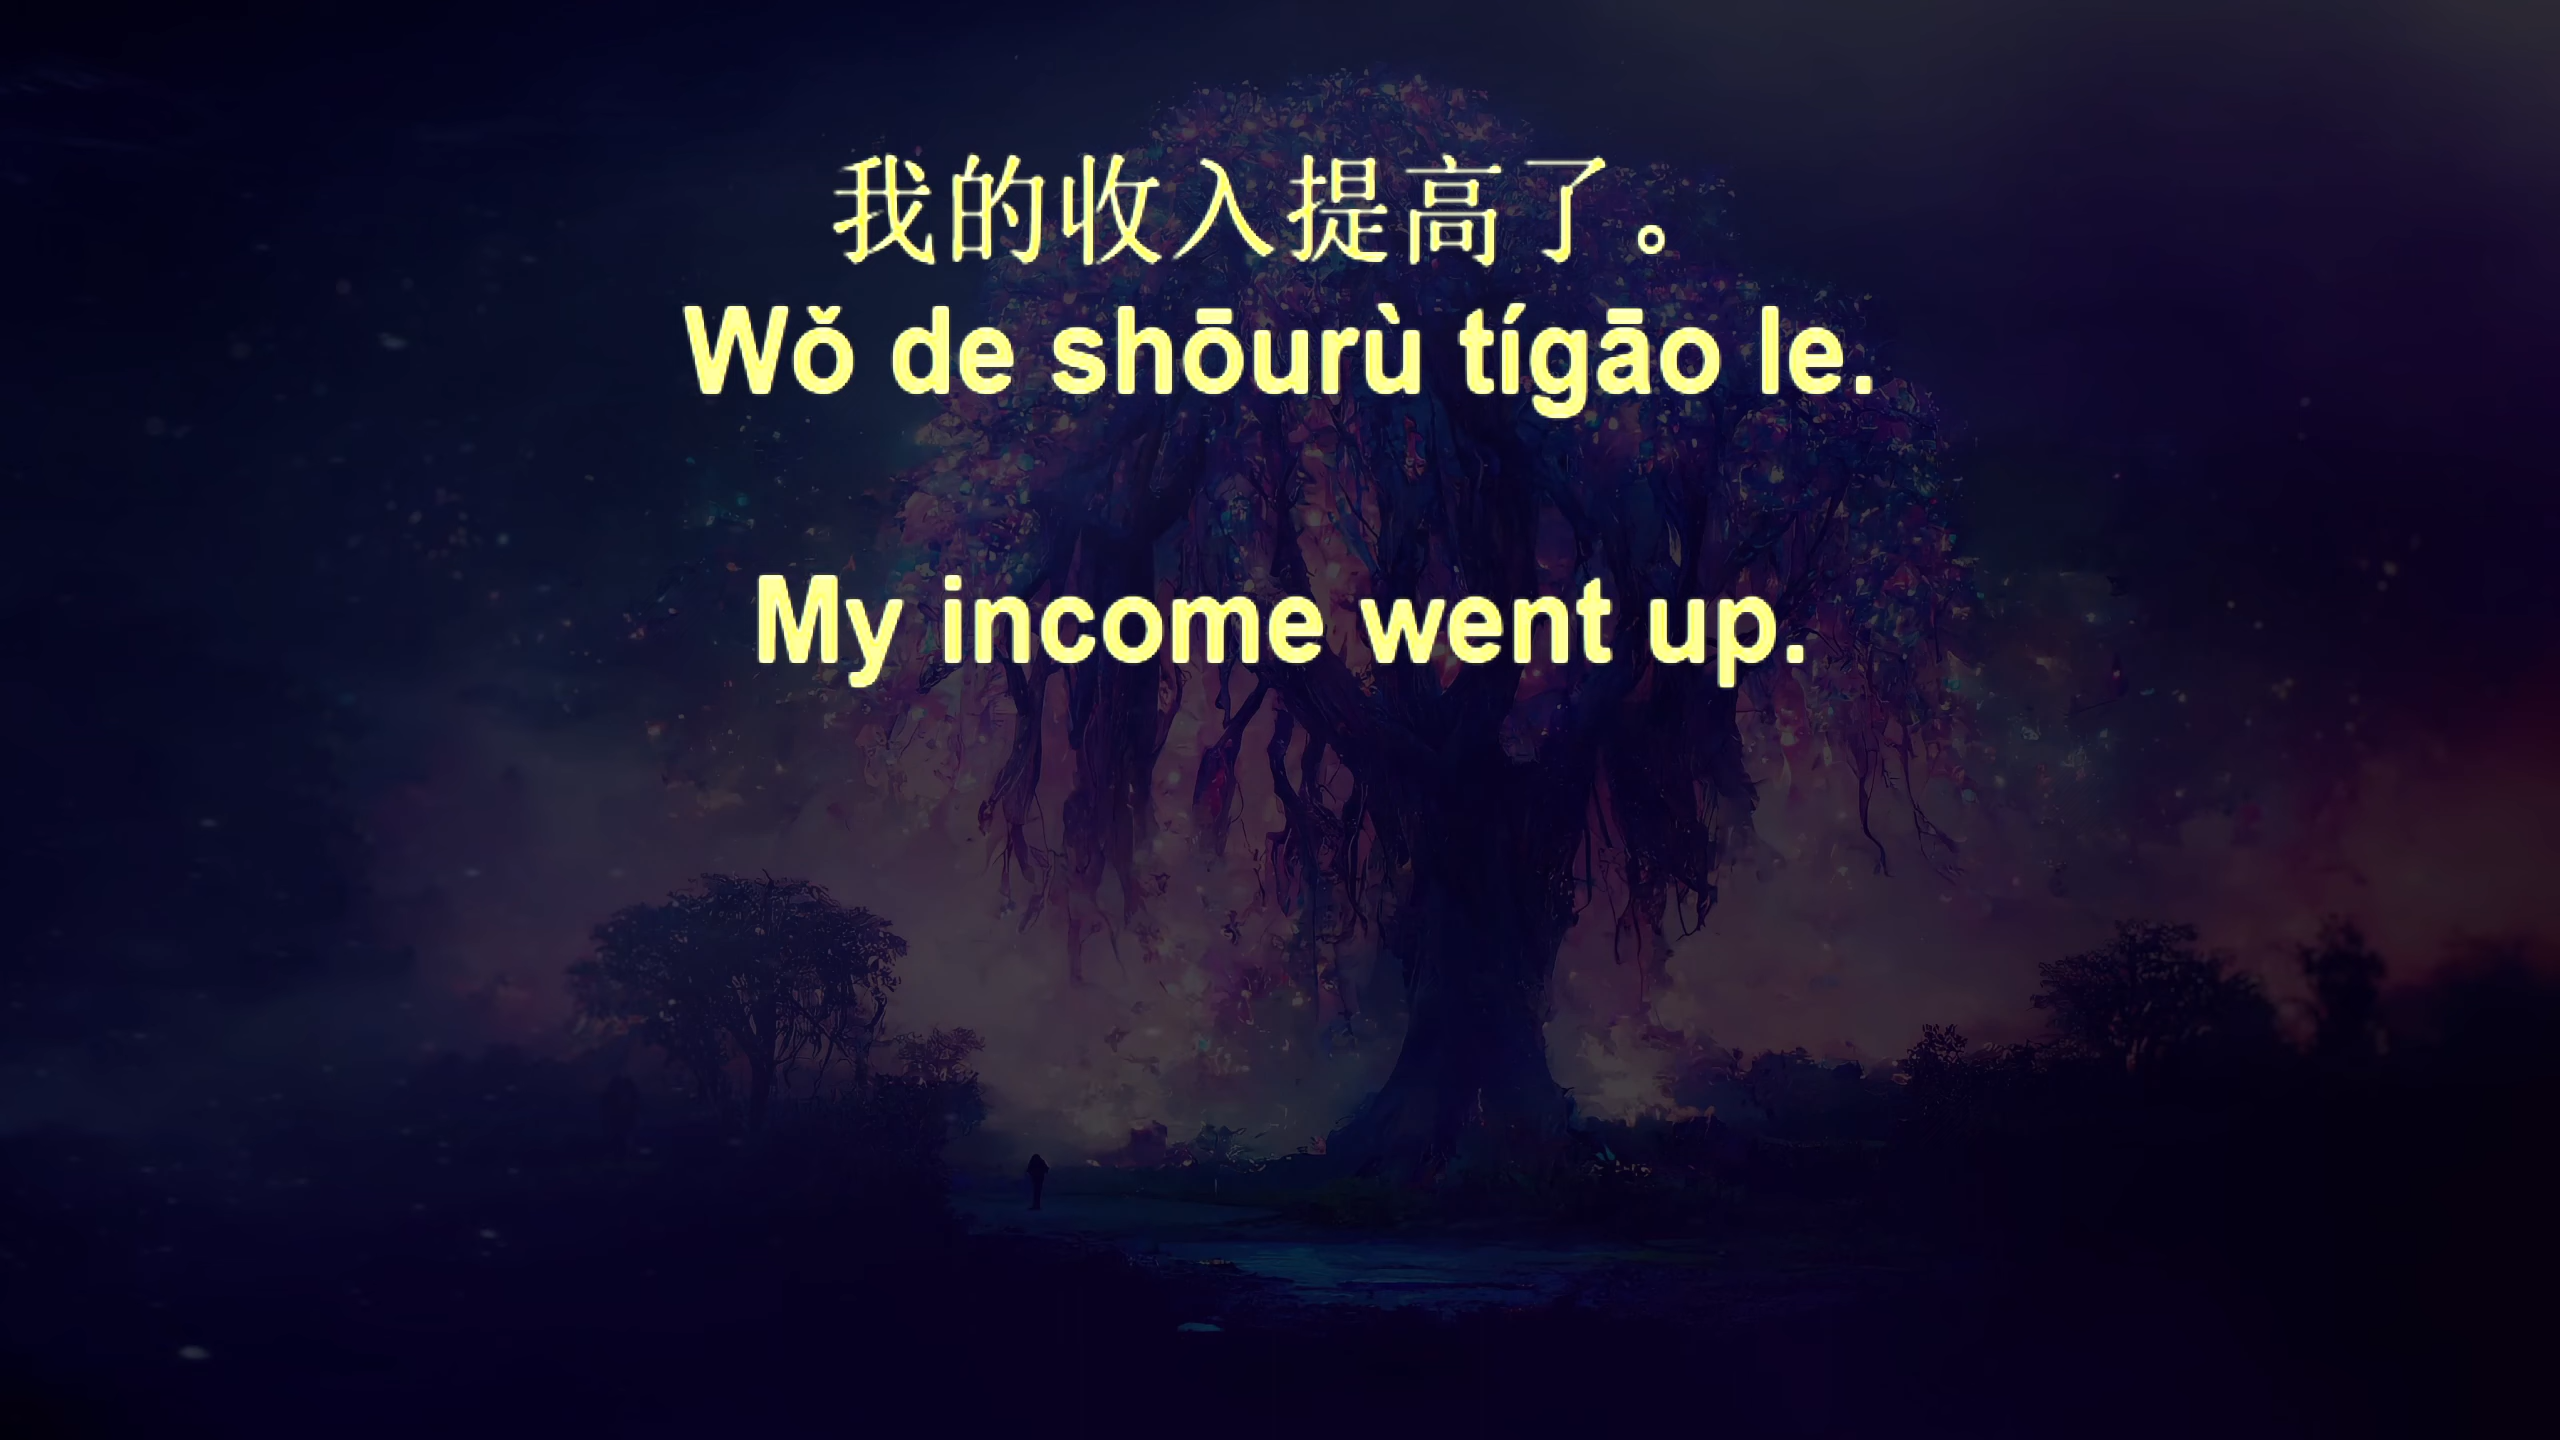 我的收入提高了。
Wǒ de shōurù tígāo le.
My income went up.